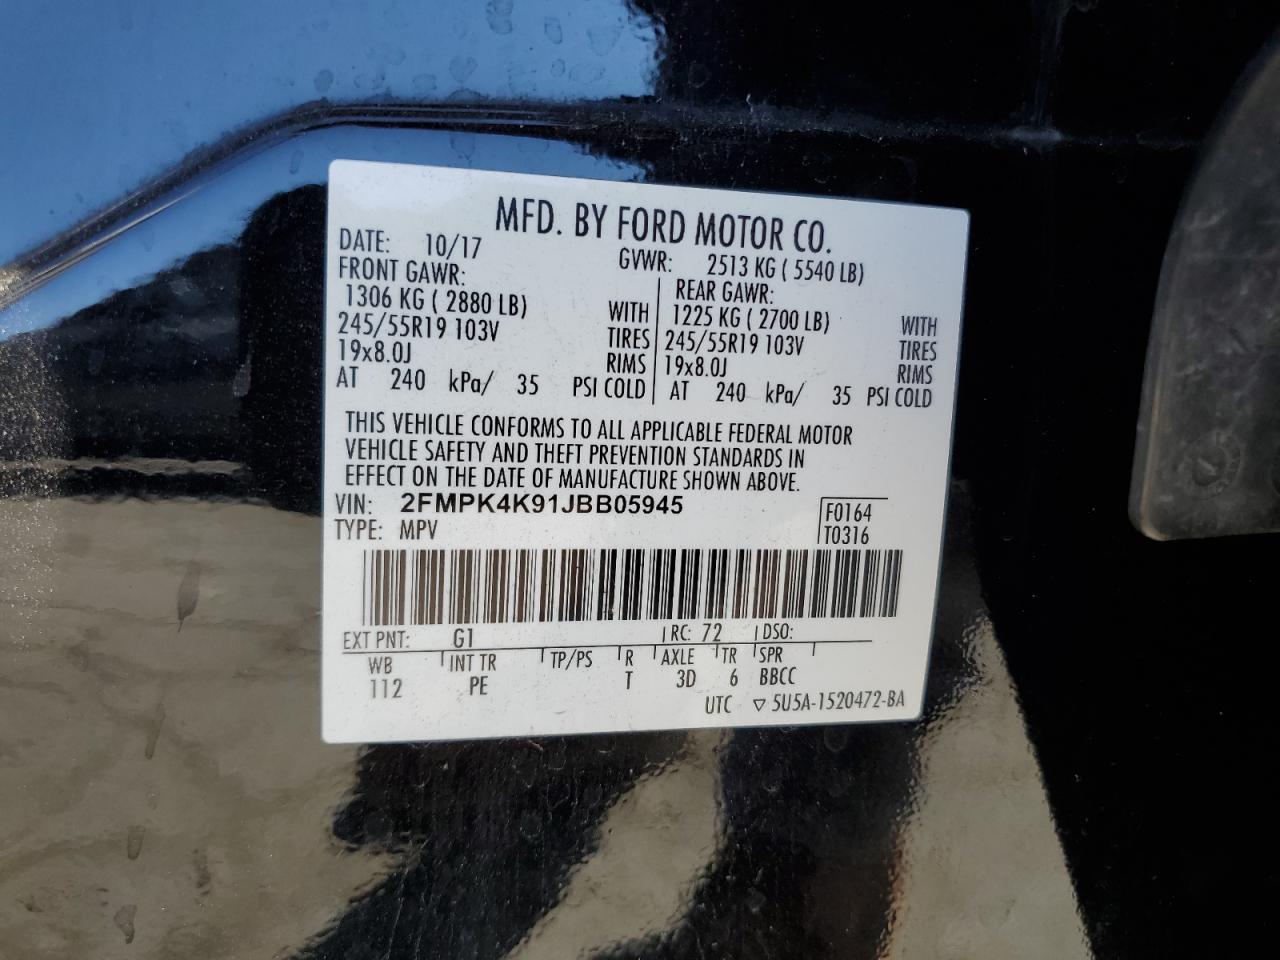 MFD. BY FORD MOTOR CO.
DATE: 10/17 GVWR: 2513 KG ( 5540 LB)
FRONT GAWR: REAR GAWR:
1306 KG ( 2880 LB) WITH 1225 KG ( 2700 LB) WITH
245/55R19 103V TIRES 245/55R19 103V TIRES
19x8.0J RIMS 19x8.0J RIMS
AT 240 kPa/ 35 PSI COLD AT 240 kPa/ 35 PSI COLD
THIS VEHICLE CONFORMS TO ALL APPLICABLE FEDERAL MOTOR
VEHICLE SAFETY AND THEFT PREVENTION STANDARDS IN
EFFECT ON THE DATE OF MANUFACTURE SHOWN ABOVE.
VIN: 2FMPK4K91JBB05945 F0164
TYPE: MPV T0316
EXT PNT: G1 RC: 72 DSO:
WB INT TR TP/PS R AXLE TR SPR
112 PE T 3D 6 BBCC
UTC ▽ 5U5A-1520472-BA